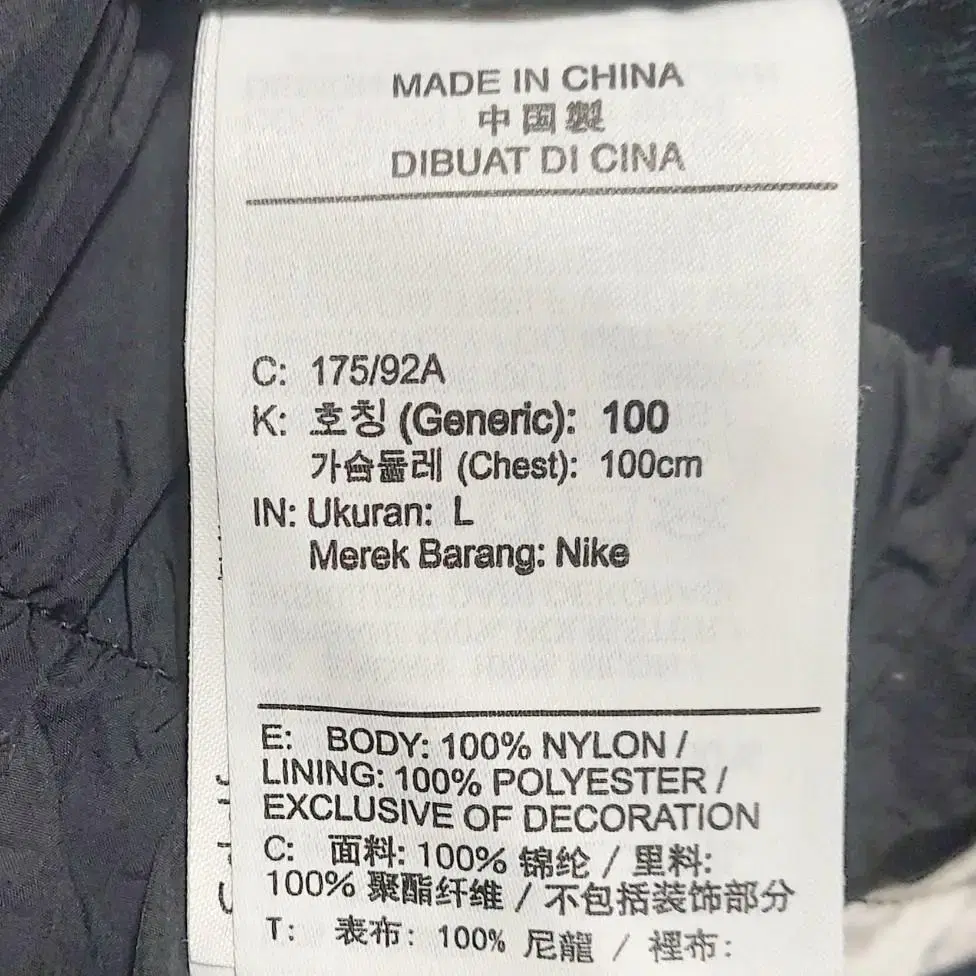 MADE IN CHINA
中国製
DIBUAT DI CINA
C: 175/92A
K: 호칭 (Generic): 100
가슴둘레 (Chest): 100cm
IN: Ukuran: L
Merek Barang: Nike
E: BODY: 100% NYLON /
LINING: 100% POLYESTER /
EXCLUSIVE OF DECORATION
C: 面料: 100% 锦纶 / 里料:
100% 聚酯纤维 / 不包括装饰部分
T: 表布: 100% 尼龍 / 裡布: